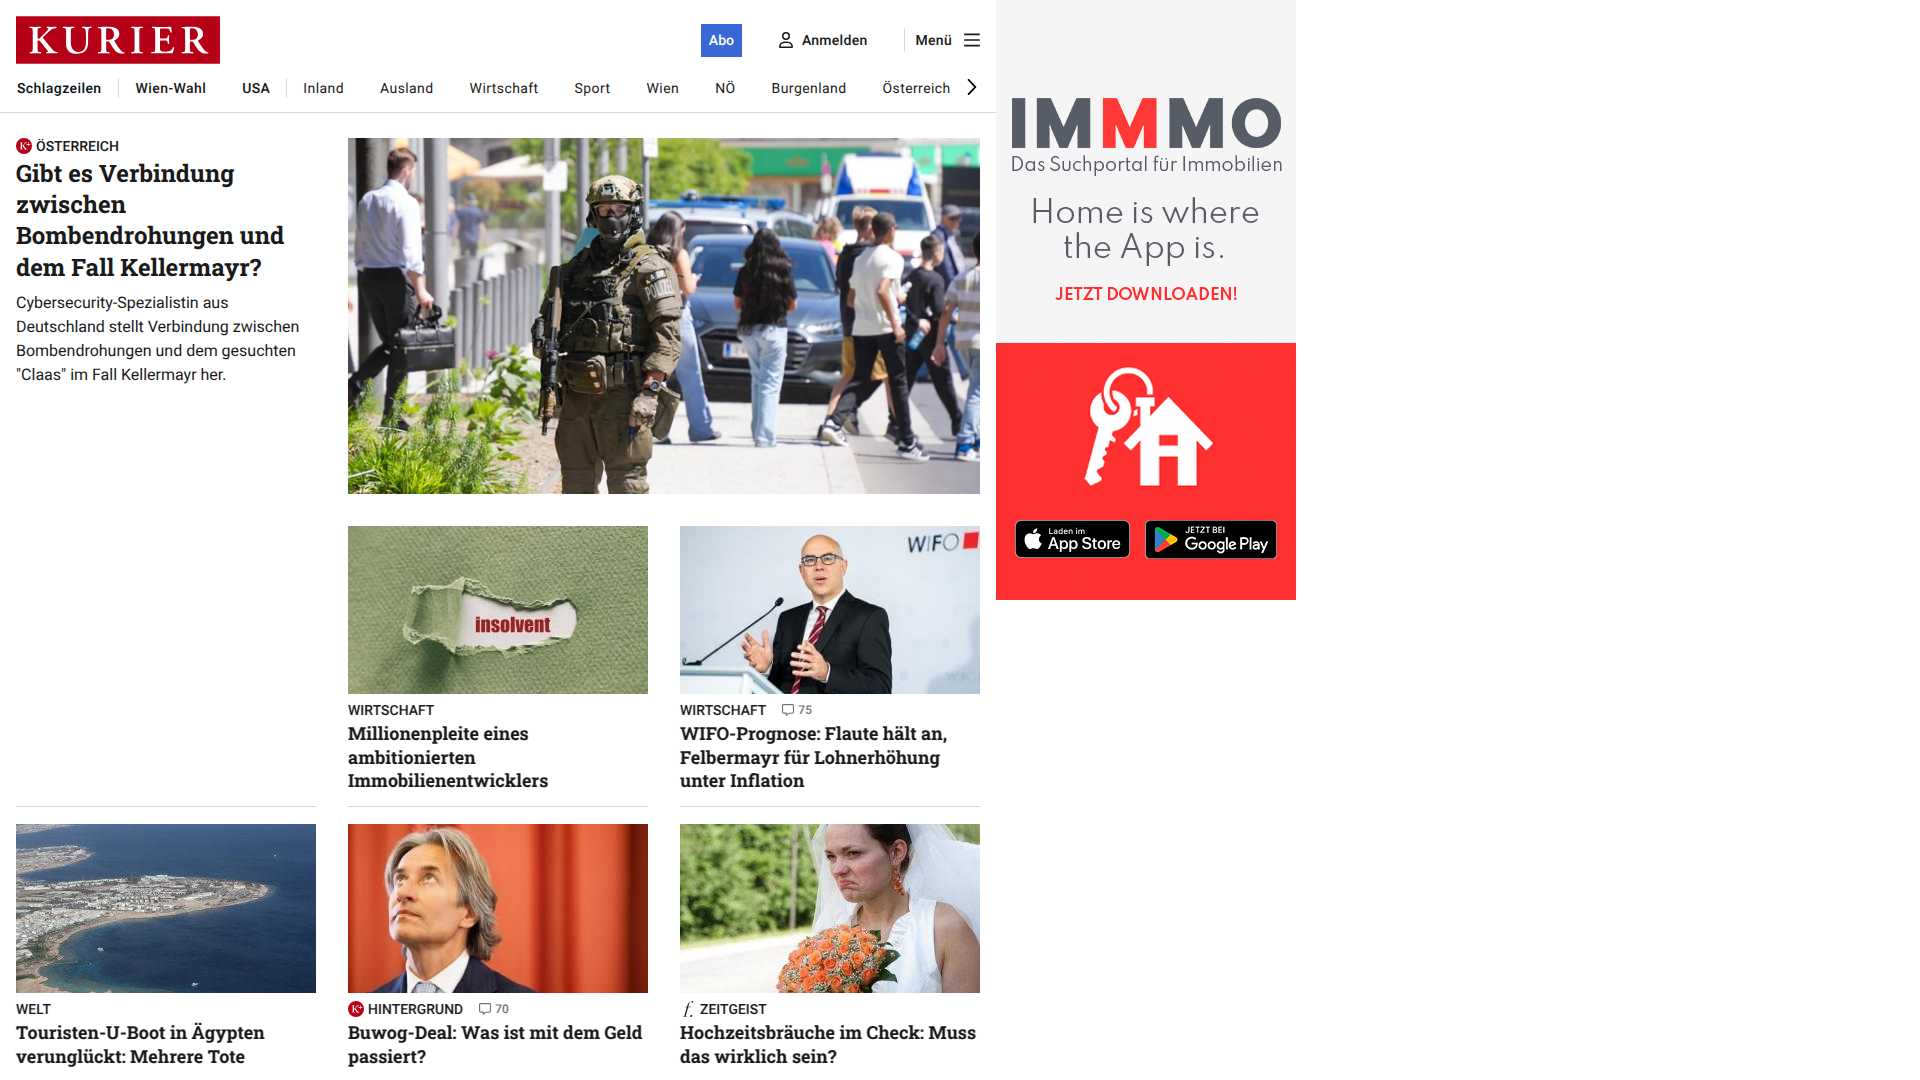 KURIER
Abo
Anmelden
Menü
Schlagzeilen
Wien-Wahl
USA
Inland
Ausland
Wirtschaft
Sport
Wien
NÖ
Burgenland
Österreich
ÖSTERREICH
Gibt es Verbindung
zwischen
Bombendrohungen und
dem Fall Kellermayr?
Cybersecurity-Spezialistin aus
Deutschland stellt Verbindung zwischen
Bombendrohungen und dem gesuchten
"Claas" im Fall Kellermayr her.
POLIZEI
insolvent
WIRTSCHAFT
Millionenpleite eines
ambitionierten
Immobilienentwicklers
WIFO
WIRTSCHAFT
75
WIFO-Prognose: Flaute hält an,
Felbermayr für Lohnerhöhung
unter Inflation
WELT
Touristen-U-Boot in Ägypten
verunglückt: Mehrere Tote
HINTERGRUND
70
Buwog-Deal: Was ist mit dem Geld
passiert?
f.
ZEITGEIST
Hochzeitsbräuche im Check: Muss
das wirklich sein?
IMMMO
Das Suchportal für Immobilien
Home is where
the App is.
JETZT DOWNLOADEN!
Laden im
App Store
JETZT BEI
Google Play